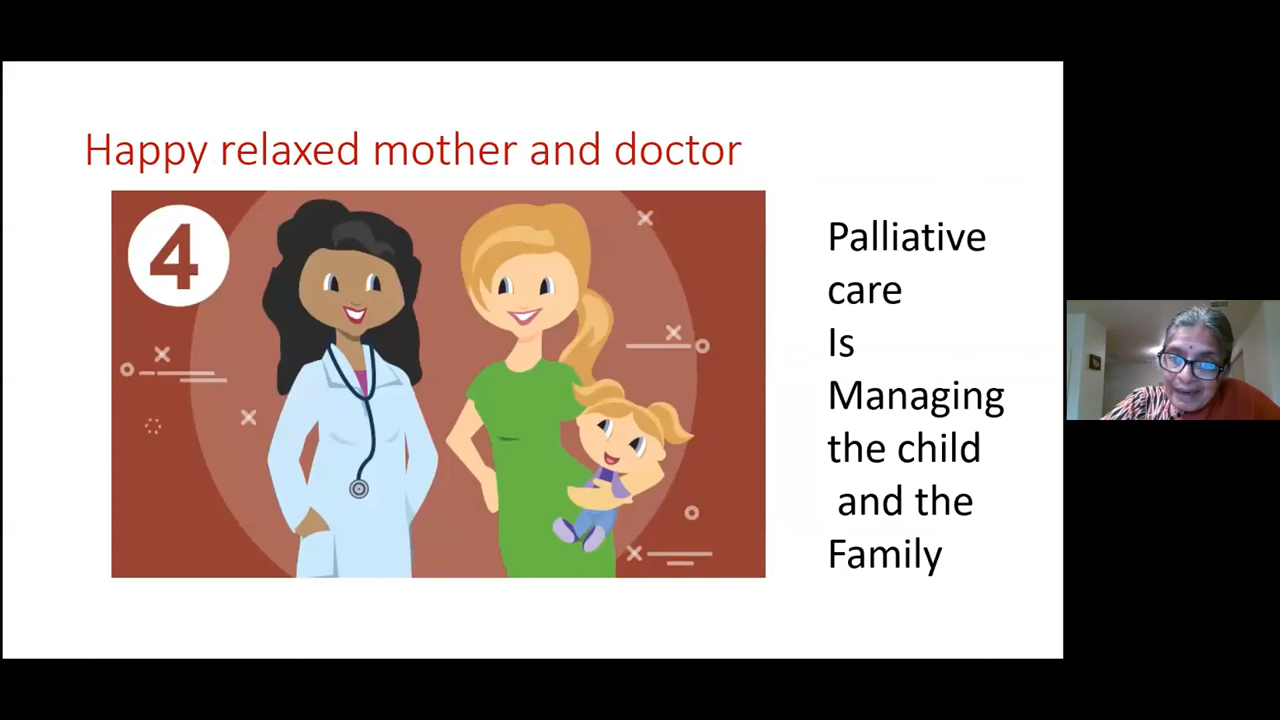 Happy relaxed mother and doctor
4
Palliative
care
Is
Managing
the child
and the
Family